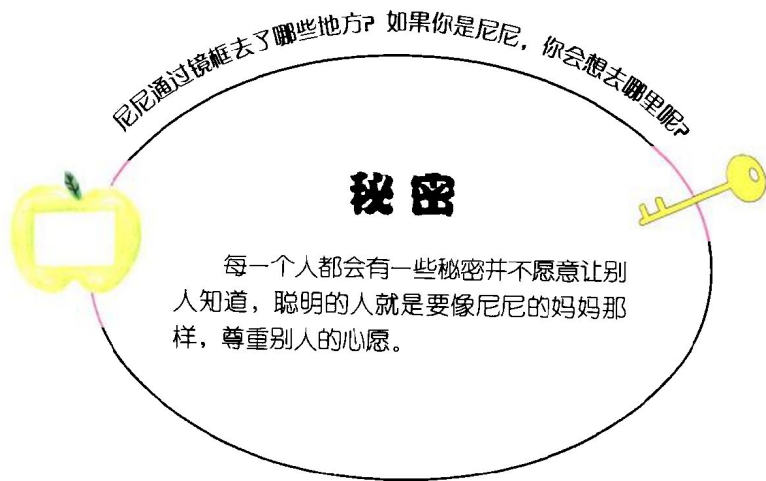 尼尼通过镜框去了哪些地方？如果你是尼尼，你会想去哪里呢？
秘密
每一个人都会有一些秘密并不愿意让别
人知道，聪明的人就是要像尼尼的妈妈那
样，尊重别人的心愿。